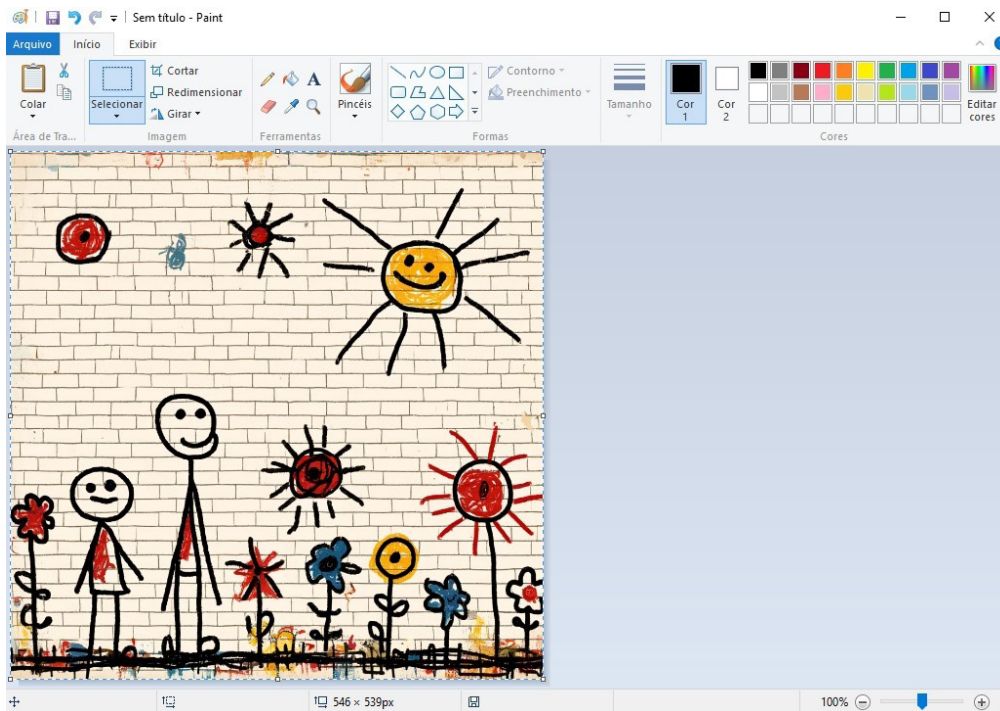 Sem título - Paint
Arquivo Início Exibir
Colar
Selecionar
Cortar
Redimensionar
Girar
A
Pincéis
Contorno
Preenchimento
Tamanho
Cor 1
Cor 2
Editar cores
Área de Tra... Imagem Ferramentas Formas Cores
546 × 539px 100%